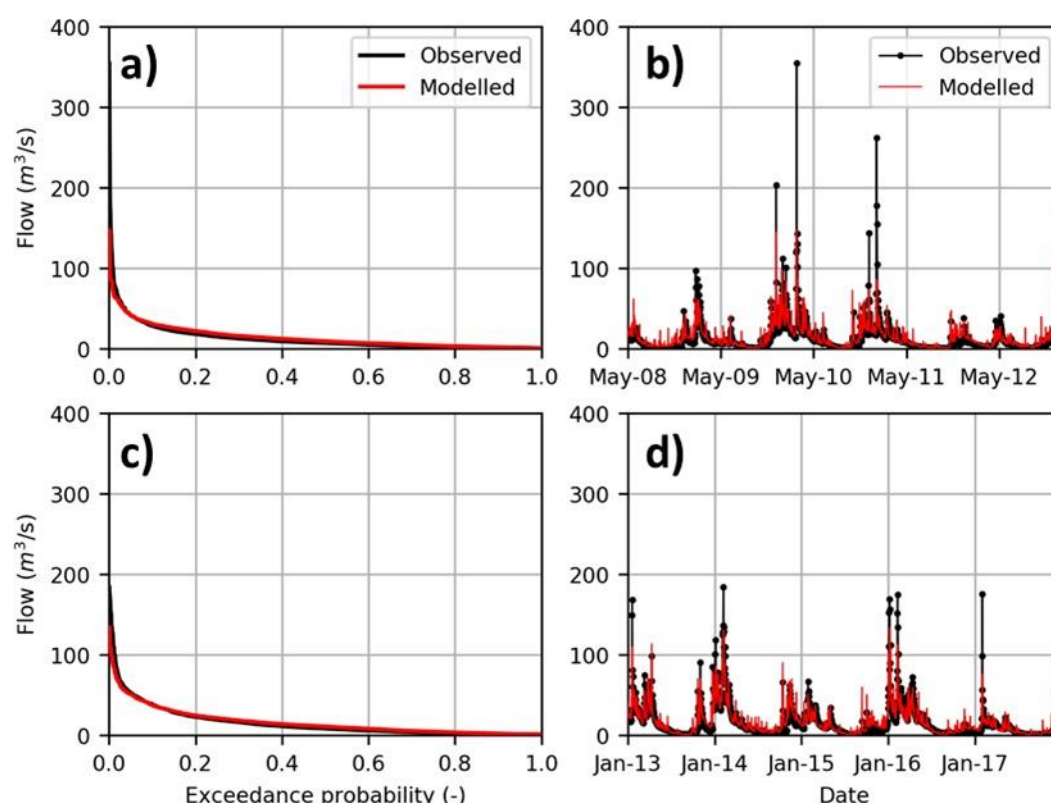 a)
Observed
Modelled
Flow (m³/s)
400
300
200
100
0
0.0 0.2 0.4 0.6 0.8 1.0
b)
Observed
Modelled
400
300
200
100
0
May-08 May-09 May-10 May-11 May-12
c)
Flow (m³/s)
400
300
200
100
0
0.0 0.2 0.4 0.6 0.8 1.0
Exceedance probability (-)
d)
400
300
200
100
0
Jan-13 Jan-14 Jan-15 Jan-16 Jan-17
Date